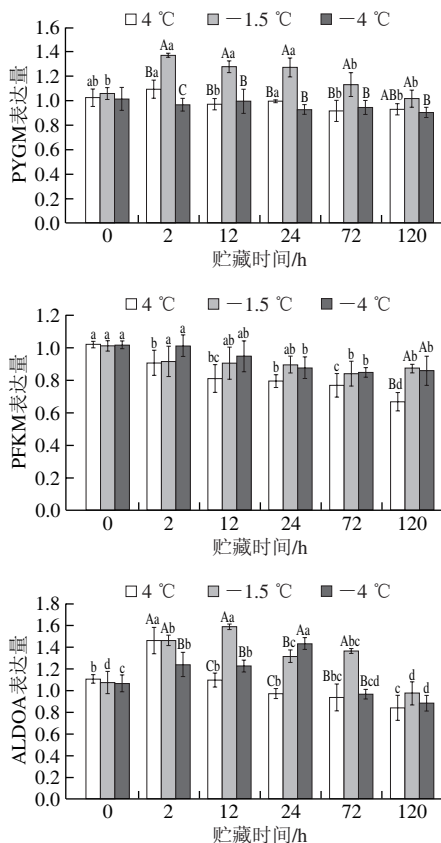 □ 4 ℃ ■ －1.5 ℃ ■ －4 ℃
PYGM表达量
1.6
1.4
1.2
1.0
0.8
0.6
0.4
0.2
0.0
ab b
Ba Aa C
Bb Aa B
Ba Aa B
Bb Aa B
ABb Ab B
0 2 12 24 72 120
贮藏时间/h
□ 4 ℃ ■ －1.5 ℃ ■ －4 ℃
PFKM表达量
1.2
1.0
0.8
0.6
0.4
0.2
0.0
a a a
b b a
bc ab ab
b ab b
c b b
Bd Ab Ab
0 2 12 24 72 120
贮藏时间/h
□ 4 ℃ ■ －1.5 ℃ ■ －4 ℃
ALDOA表达量
1.8
1.6
1.4
1.2
1.0
0.8
0.6
0.4
0.2
0.0
b d c
Aa Ab Bb
Cb Aa Bb
Cb Bc Aa
Bbc Abc Bcd
c d d
0 2 12 24 72 120
贮藏时间/h